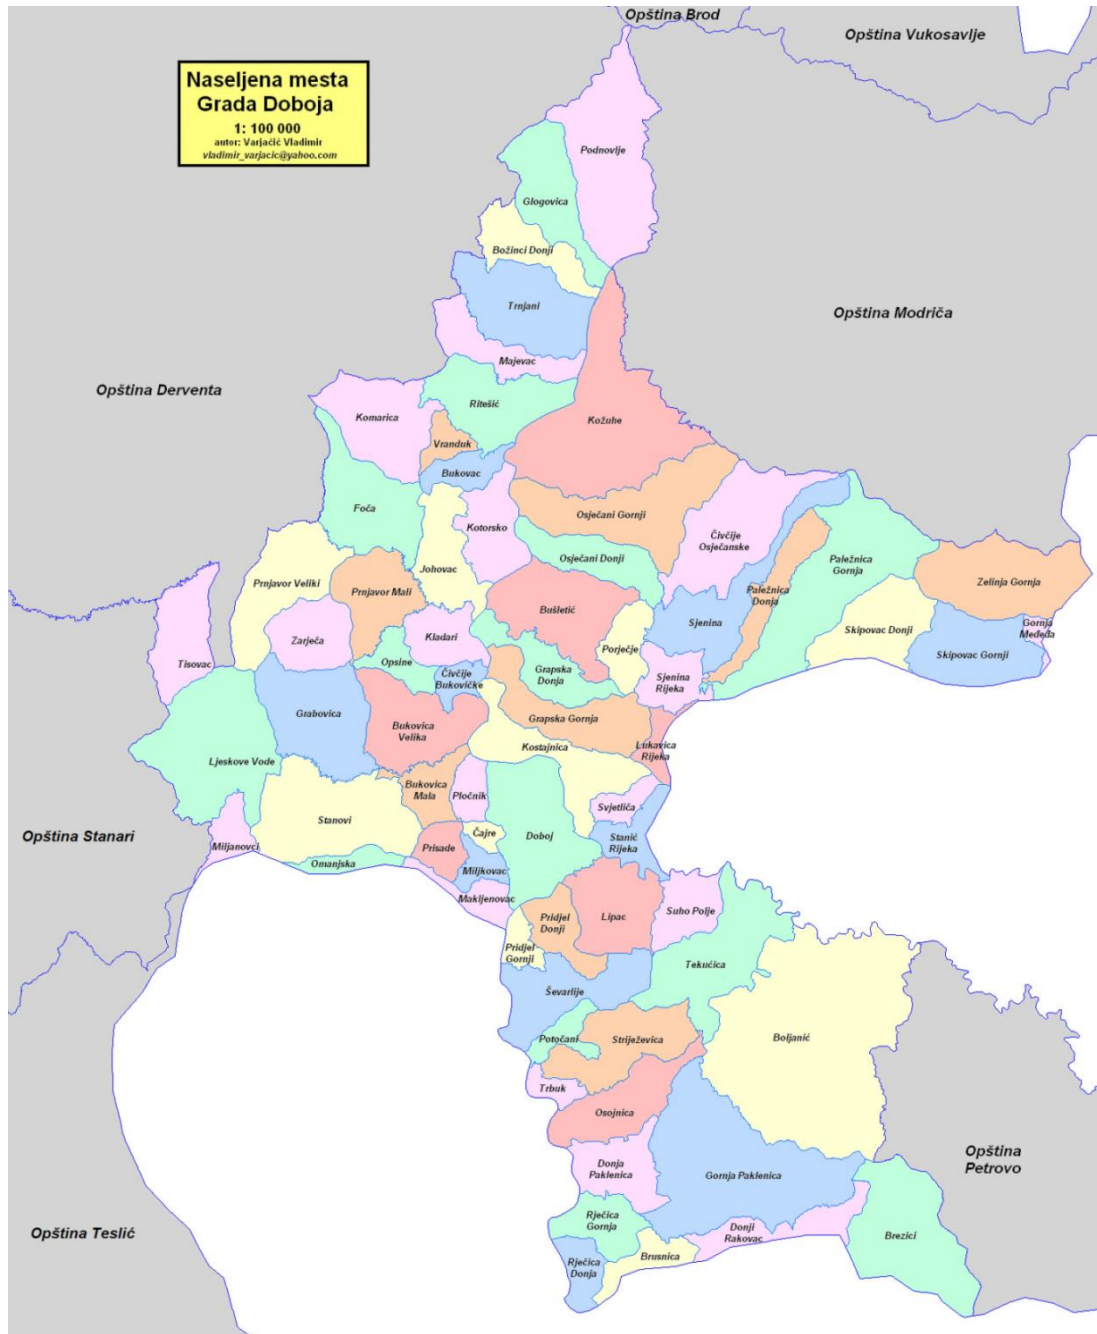 Opština Brod
Opština Vukosavlje
Naseljena mesta
Grada Doboja
1: 100 000
autor: Varjačić Vladimir
vladimir_varjacic@yahoo.com
Podnovlje
Glogovica
Božinci Donji
Trnjani
Opština Modriča
Majevac
Opština Derventa
Ritešić
Komarica
Kožuhe
Vranduk
Bukovac
Foča
Osječani Gornji
Kotorsko
Čivčije
Osječanske
Osječani Donji
Paležnica
Gornja
Johovac
Prnjavor Veliki
Prnjavor Mali
Zelinja Gornja
Paležnica
Donja
Bušletić
Sjenina
Skipovac Donji
Gornja
Međeđa
Zarječa
Kladari
Porječje
Skipovac Gornji
Tisovac
Opsine
Grapska
Donja
Čivčije
Bukovičke
Sjenina
Rijeka
Grabovica
Grapska Gornja
Bukovica
Velika
Kostajnica
Lukavica
Rijeka
Ljeskove Vode
Bukovica
Mala
Pločnik
Svjetliča
Stanovi
Čajre
Doboj
Stanić
Rijeka
Opština Stanari
Miljanovci
Prisade
Omanjska
Miljkovac
Makljenovac
Pridjel
Donji
Lipac
Suho Polje
Pridjel
Gornji
Tekućica
Ševarlije
Potočani
Striježevica
Boljanić
Trbuk
Osojnica
Opština
Petrovo
Donja
Paklenica
Gornja Paklenica
Rječica
Gornja
Donji
Rakovac
Opština Teslić
Brezici
Brusnica
Rječica
Donja